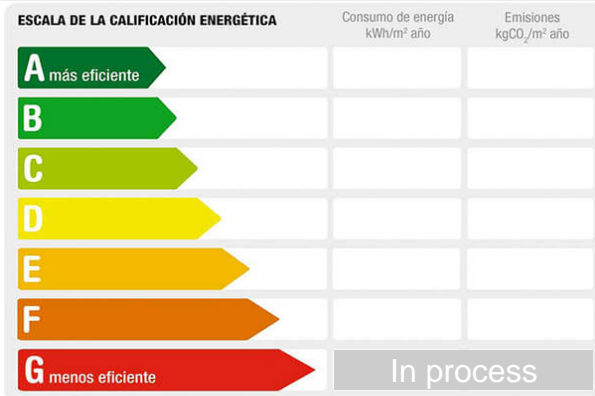 ESCALA DE LA CALIFICACIÓN ENERGÉTICA
Consumo de energía
kWh/m² año
Emisiones
kgCO₂/m² año
A más eficiente
B
C
D
E
F
G menos eficiente
In process